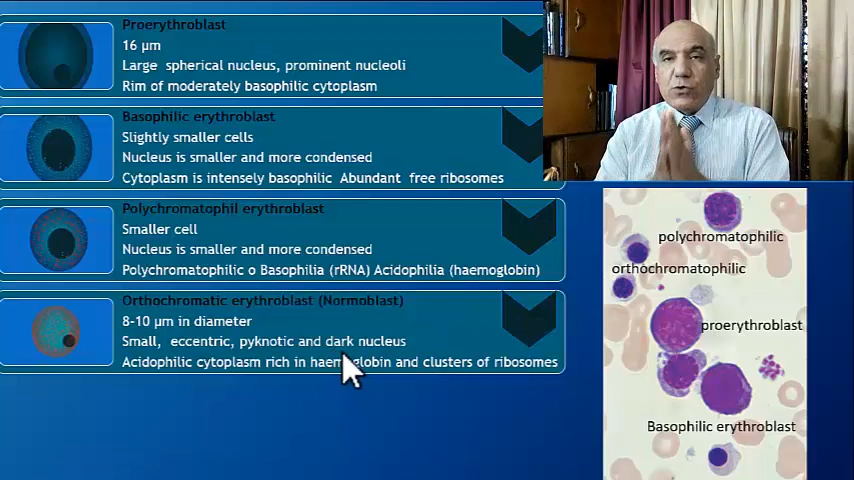 Proerythroblast
16 μm
Large spherical nucleus, prominent nucleoli
Rim of moderately basophilic cytoplasm
Basophilic erythroblast
Slightly smaller cells
Nucleus is smaller and more condensed
Cytoplasm is intensely basophilic Abundant free ribosomes
Polychromatophil erythroblast
Smaller cell
Nucleus is smaller and more condensed
Polychromatophilic o Basophilia (rRNA) Acidophilia (haemoglobin)
Orthochromatic erythroblast (Normoblast)
8-10 μm in diameter
Small, eccentric, pyknotic and dark nucleus
Acidophilic cytoplasm rich in haemoglobin and clusters of ribosomes
polychromatophilic
orthochromatophilic
proerythroblast
Basophilic erythroblast